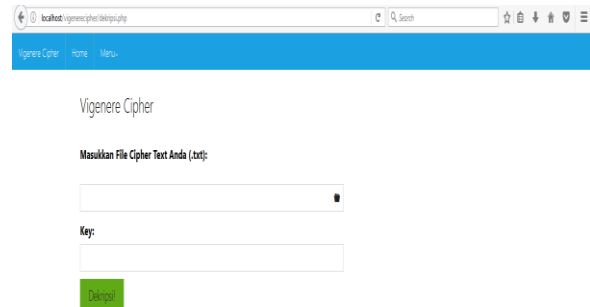 localhost/vigenerecipher/dekripsi.php
Search
Vigenere Cipher Home Menu
Vigenere Cipher
Masukkan File Cipher Text Anda (.txt):
Key:
Dekripsi!